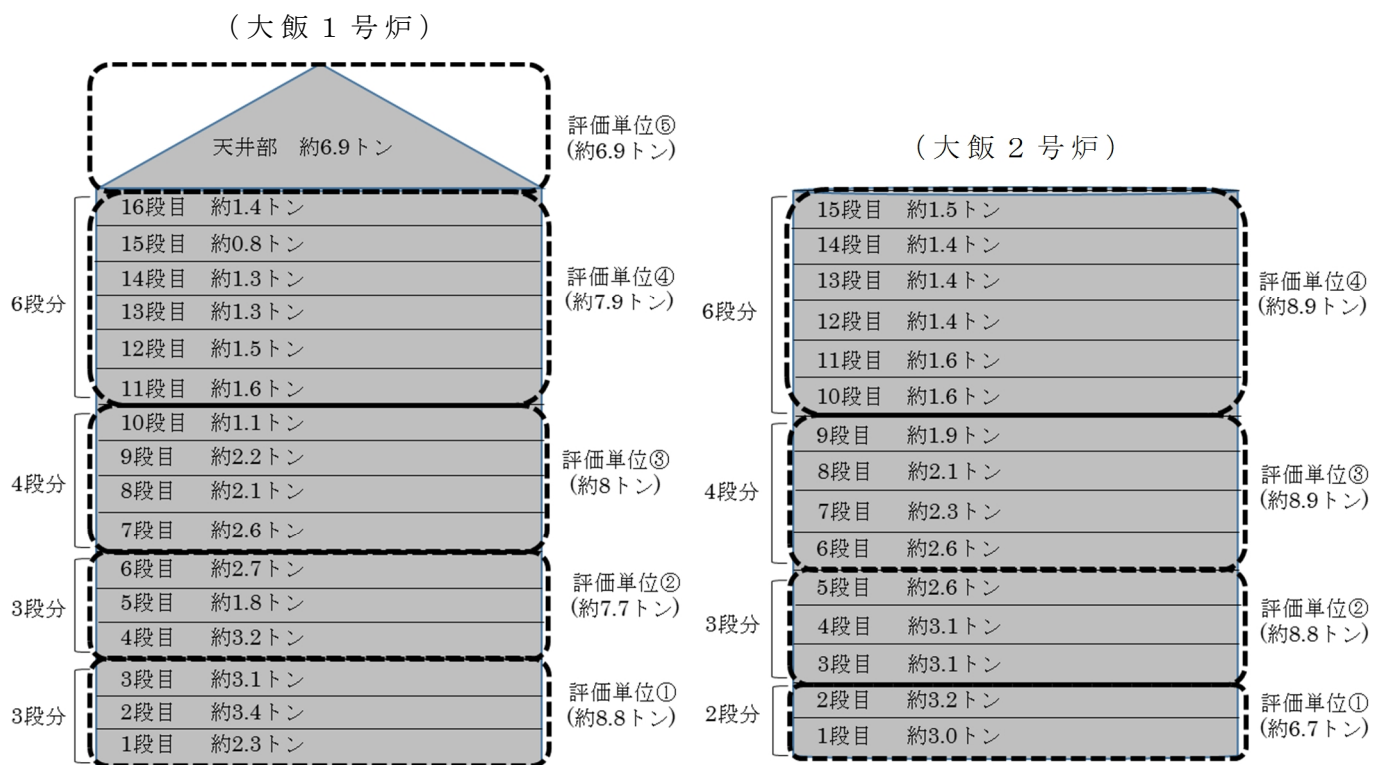 (大飯1号炉)
天井部 約6.9トン
評価単位⑤
(約6.9トン)
6段分
16段目 約1.4トン
15段目 約0.8トン
14段目 約1.3トン
13段目 約1.3トン
12段目 約1.5トン
11段目 約1.6トン
評価単位④
(約7.9トン)
4段分
10段目 約1.1トン
9段目 約2.2トン
8段目 約2.1トン
7段目 約2.6トン
評価単位③
(約8トン)
3段分
6段目 約2.7トン
5段目 約1.8トン
4段目 約3.2トン
評価単位②
(約7.7トン)
3段分
3段目 約3.1トン
2段目 約3.4トン
1段目 約2.3トン
評価単位①
(約8.8トン)
(大飯2号炉)
6段分
15段目 約1.5トン
14段目 約1.4トン
13段目 約1.4トン
12段目 約1.4トン
11段目 約1.6トン
10段目 約1.6トン
評価単位④
(約8.9トン)
4段分
9段目 約1.9トン
8段目 約2.1トン
7段目 約2.3トン
6段目 約2.6トン
評価単位③
(約8.9トン)
3段分
5段目 約2.6トン
4段目 約3.1トン
3段目 約3.1トン
評価単位②
(約8.8トン)
2段分
2段目 約3.2トン
1段目 約3.0トン
評価単位①
(約6.7トン)